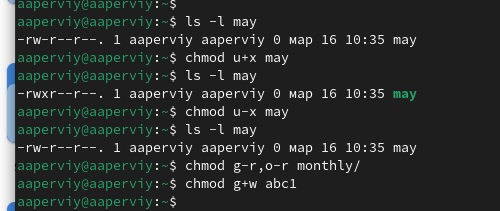 aaperviy@aaperviy:~$
aaperviy@aaperviy:~$ ls -l may
-rw-r--r--. 1 aaperviy aaperviy 0 мар 16 10:35 may
aaperviy@aaperviy:~$ chmod u+x may
aaperviy@aaperviy:~$ ls -l may
-rwxr--r--. 1 aaperviy aaperviy 0 мар 16 10:35 may
aaperviy@aaperviy:~$ chmod u-x may
aaperviy@aaperviy:~$ ls -l may
-rw-r--r--. 1 aaperviy aaperviy 0 мар 16 10:35 may
aaperviy@aaperviy:~$ chmod g-r,o-r monthly/
aaperviy@aaperviy:~$ chmod g+w abc1
aaperviy@aaperviy:~$